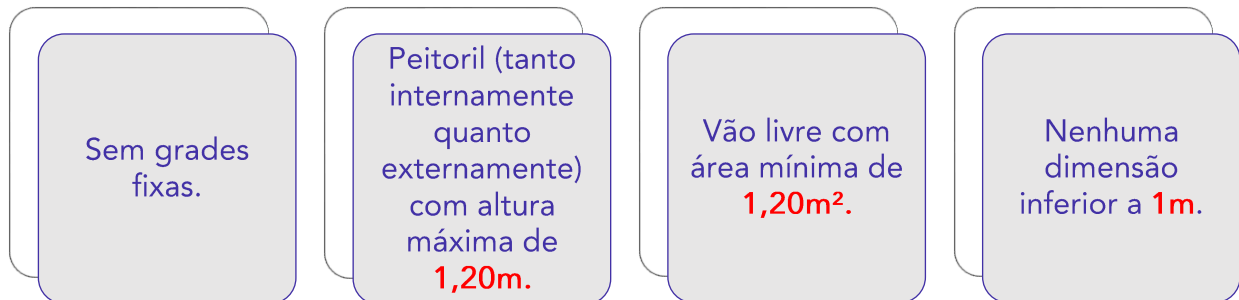 Sem grades
fixas.
Peitoril (tanto
internamente
quanto
externamente)
com altura
máxima de
1,20m.
Vão livre com
área mínima de
1,20m².
Nenhuma
dimensão
inferior a 1m.